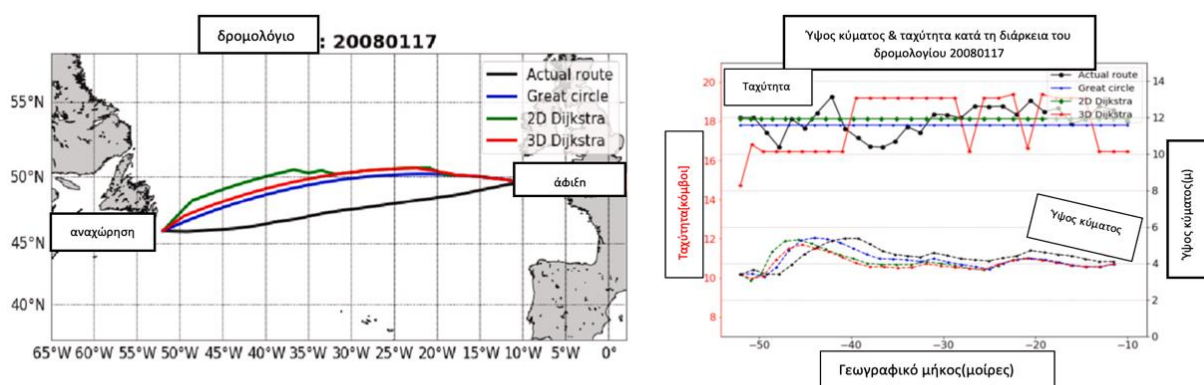 δρομολόγιο : 20080117
Actual route
Great circle
2D Dijkstra
3D Dijkstra
55°N
50°N
45°N
40°N
αναχώρηση
άφιξη
65°W 60°W 55°W 50°W 45°W 40°W 35°W 30°W 25°W 20°W 15°W 10°W 5°W 0°
Ύψος κύματος & ταχύτητα κατά τη διάρκεια του
δρομολογίου 20080117
Ταχύτητα
Actual route
Great circle
2D Dijkstra
3D Dijkstra
Ταχύτητα[κόμβοι]
20
18
16
14
12
10
8
Ύψος κύματος
14
12
10
8
6
4
2
0
Ύψος κύματος(μ)
−50 −40 −30 −20 −10
Γεωγραφικό μήκος(μοίρες)